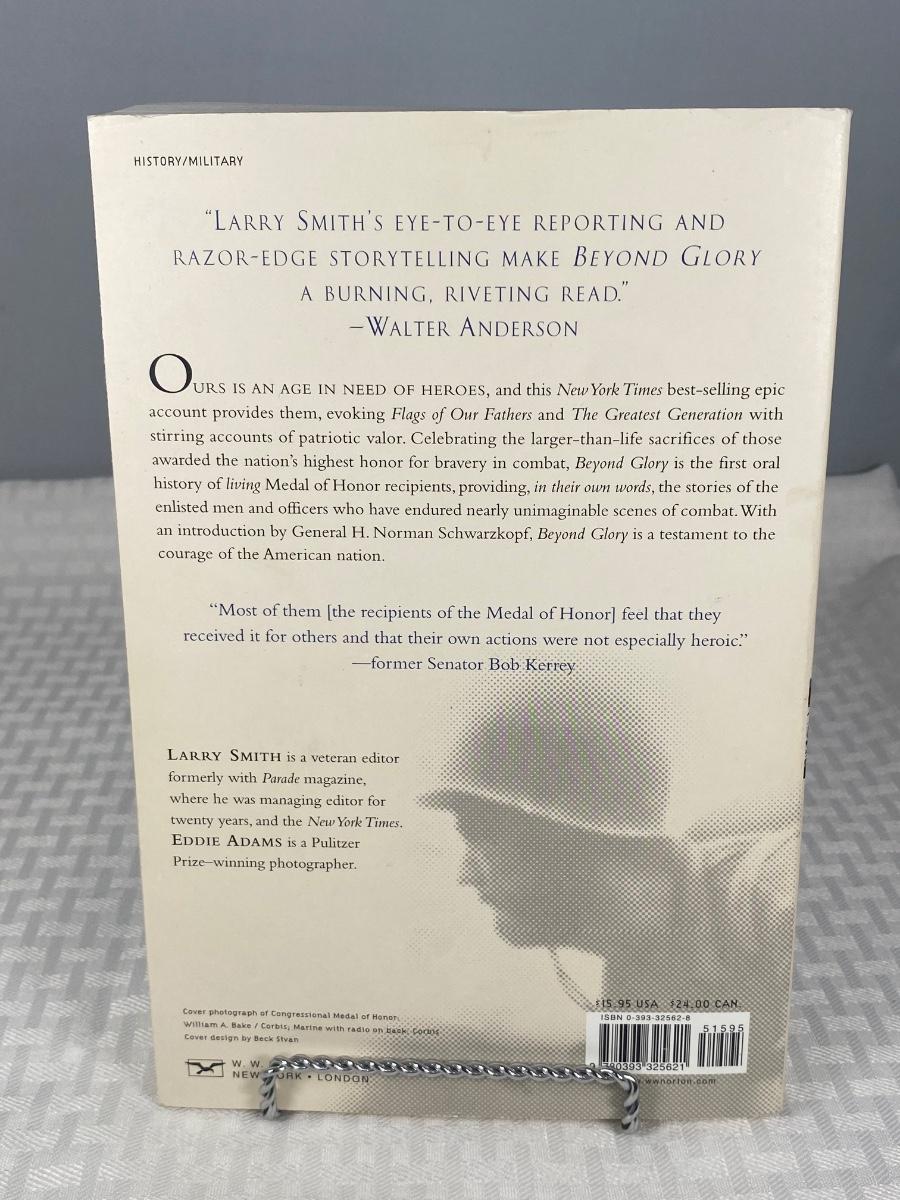 HISTORY/MILITARY
“LARRY SMITH’S EYE-TO-EYE REPORTING AND
RAZOR-EDGE STORYTELLING MAKE BEYOND GLORY
A BURNING, RIVETING READ.”
–WALTER ANDERSON
OURS IS AN AGE IN NEED OF HEROES, and this New York Times best-selling epic
account provides them, evoking Flags of Our Fathers and The Greatest Generation with
stirring accounts of patriotic valor. Celebrating the larger-than-life sacrifices of those
awarded the nation’s highest honor for bravery in combat, Beyond Glory is the first oral
history of living Medal of Honor recipients, providing, in their own words, the stories of the
enlisted men and officers who have endured nearly unimaginable scenes of combat. With
an introduction by General H. Norman Schwarzkopf, Beyond Glory is a testament to the
courage of the American nation.
“Most of them [the recipients of the Medal of Honor] feel that they
received it for others and that their own actions were not especially heroic.”
—former Senator Bob Kerrey
LARRY SMITH is a veteran editor
formerly with Parade magazine,
where he was managing editor for
twenty years, and the New York Times.
EDDIE ADAMS is a Pulitzer
Prize–winning photographer.
Cover photograph of Congressional Medal of Honor:
William A. Bake / Corbis; Marine with radio on back: Corbis
Cover design by Beck Stvan
W. W.
NEW YORK • LONDON
$15.95 USA $24.00 CAN.
ISBN 0-393-32562-8
51595
9 780393 325621
www.wwnorton.com